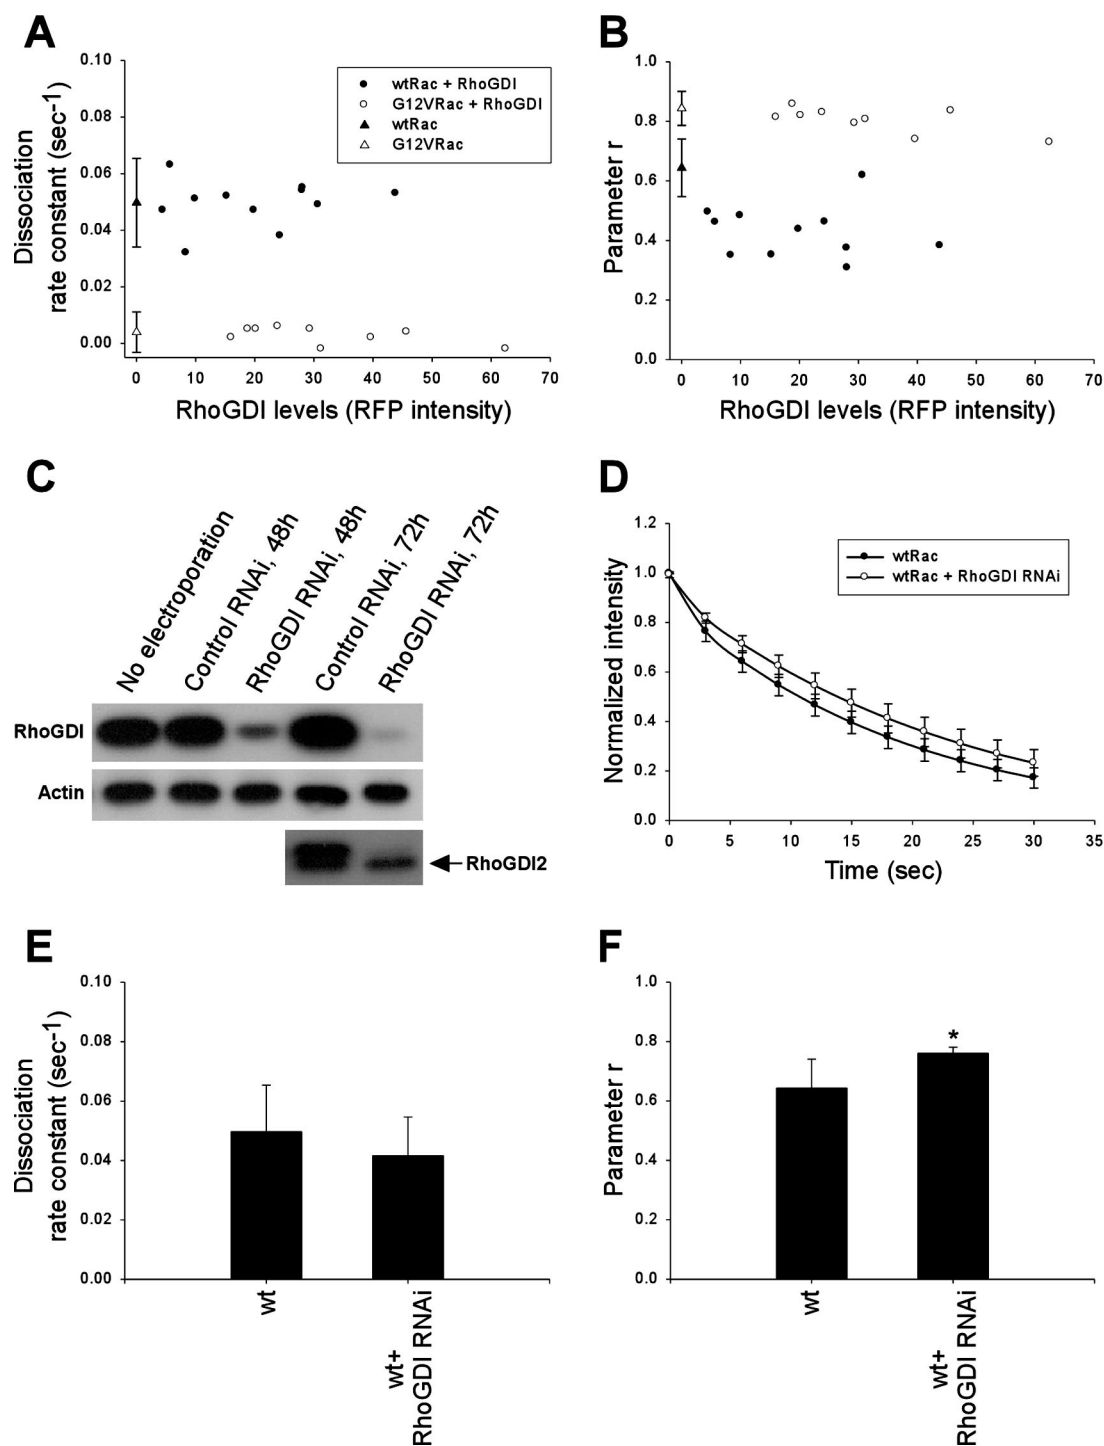 A
Dissociation
rate constant (sec-1)
0.10
0.08
0.06
0.04
0.02
0.00
wtRac + RhoGDI
G12VRac + RhoGDI
wtRac
G12VRac
0 10 20 30 40 50 60 70
RhoGDI levels (RFP intensity)
B
Parameter r
1.0
0.8
0.6
0.4
0.2
0.0
0 10 20 30 40 50 60 70
RhoGDI levels (RFP intensity)
C
No electroporation
Control RNAi, 48h
RhoGDI RNAi, 48h
Control RNAi, 72h
RhoGDI RNAi, 72h
RhoGDI
Actin
RhoGDI2
D
Normalized intensity
1.2
1.0
0.8
0.6
0.4
0.2
0.0
wtRac
wtRac + RhoGDI RNAi
0 5 10 15 20 25 30 35
Time (sec)
E
Dissociation
rate constant (sec-1)
0.10
0.08
0.06
0.04
0.02
0.00
wt
wt+
RhoGDI RNAi
F
Parameter r
1.0
0.8
0.6
0.4
0.2
0.0
*
wt
wt+
RhoGDI RNAi